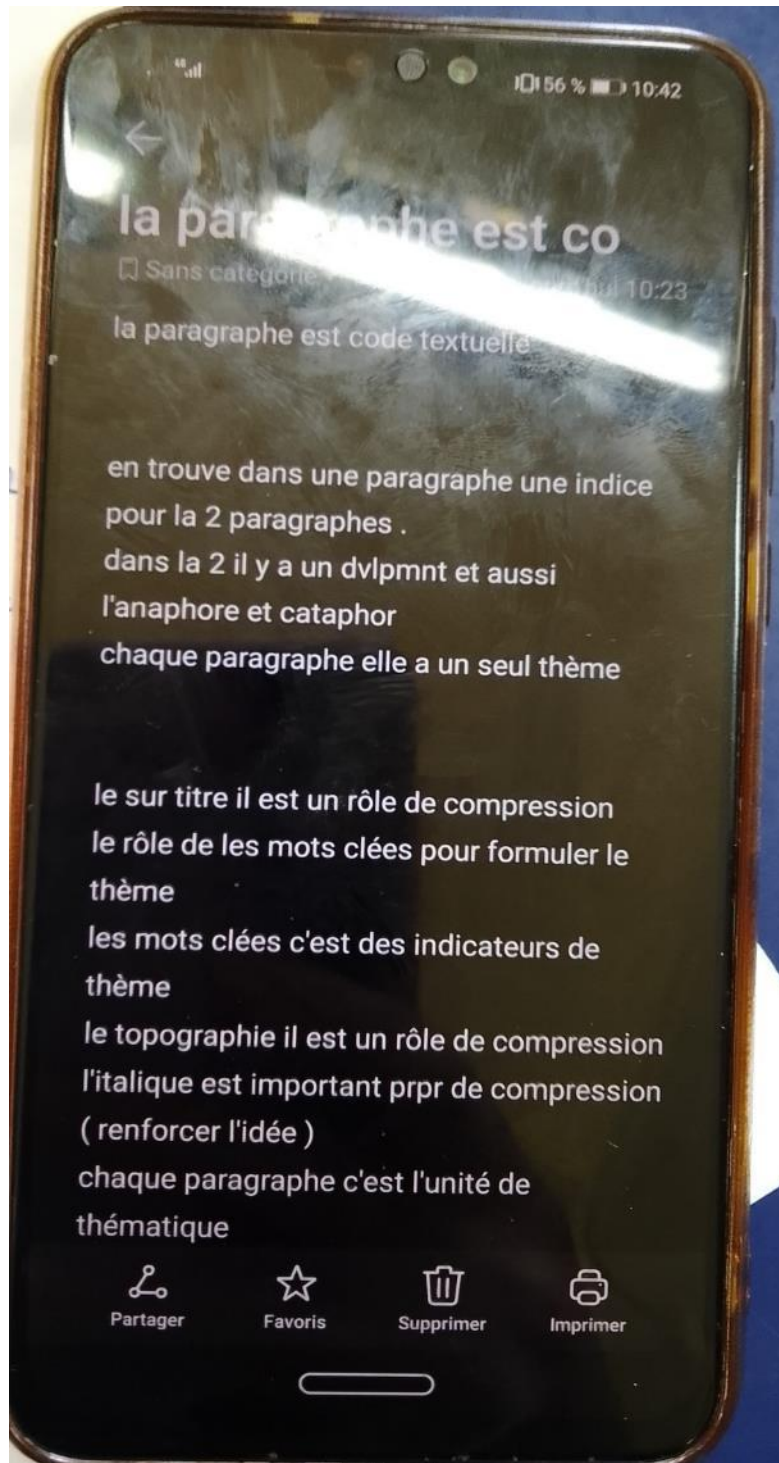 56 % 10:42
la paragraphe est co
Sans catégorie 10:23
la paragraphe est code textuelle
en trouve dans une paragraphe une indice
pour la 2 paragraphes .
dans la 2 il y a un dvlpmnt et aussi
l'anaphore et cataphor
chaque paragraphe elle a un seul thème
le sur titre il est un rôle de compression
le rôle de les mots clées pour formuler le
thème
les mots clées c'est des indicateurs de
thème
le topographie il est un rôle de compression
l'italique est important prpr de compression
( renforcer l'idée )
chaque paragraphe c'est l'unité de
thématique
Partager Favoris Supprimer Imprimer